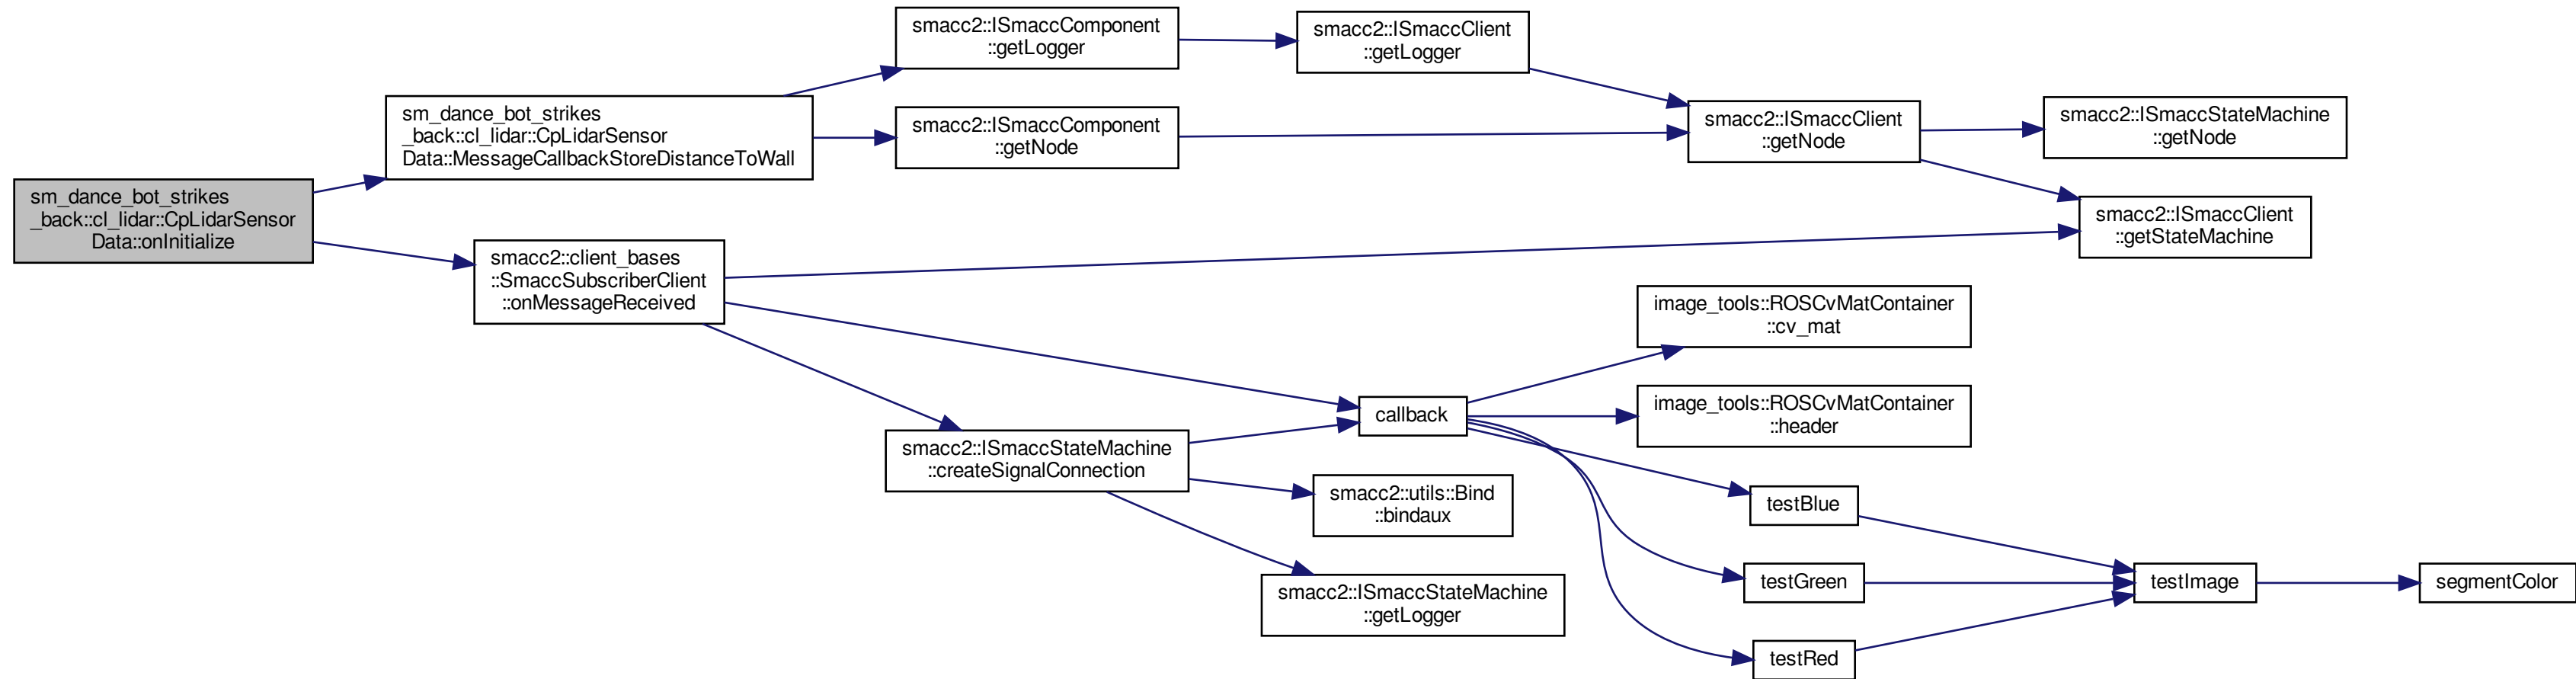 sm_dance_bot_strikes
_back::cl_lidar::CpLidarSensor
Data::onInitialize
sm_dance_bot_strikes
_back::cl_lidar::CpLidarSensor
Data::MessageCallbackStoreDistanceToWall
smacc2::ISmaccComponent
::getLogger
smacc2::ISmaccClient
::getLogger
smacc2::ISmaccComponent
::getNode
smacc2::ISmaccClient
::getNode
smacc2::ISmaccStateMachine
::getNode
smacc2::ISmaccClient
::getStateMachine
smacc2::client_bases
::SmaccSubscriberClient
::onMessageReceived
smacc2::ISmaccStateMachine
::createSignalConnection
callback
image_tools::ROSCvMatContainer
::cv_mat
image_tools::ROSCvMatContainer
::header
smacc2::utils::Bind
::bindaux
smacc2::ISmaccStateMachine
::getLogger
testBlue
testGreen
testRed
testImage
segmentColor